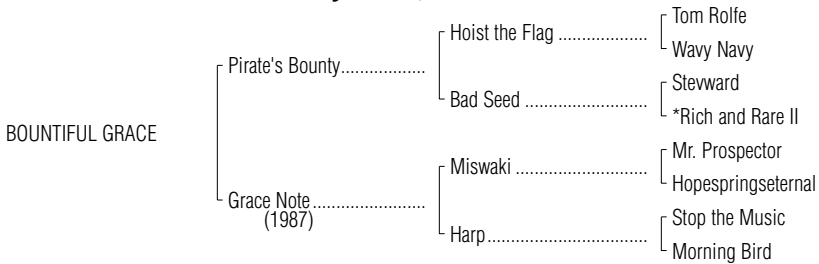 Tom Rolfe
Hoist the Flag ...................
Wavy Navy
Pirate's Bounty..................
Stevward
Bad Seed ..........................
*Rich and Rare II
BOUNTIFUL GRACE
Mr. Prospector
Miswaki ............................
Hopespringseternal
Grace Note ........................
(1987)
Stop the Music
Harp..................................
Morning Bird